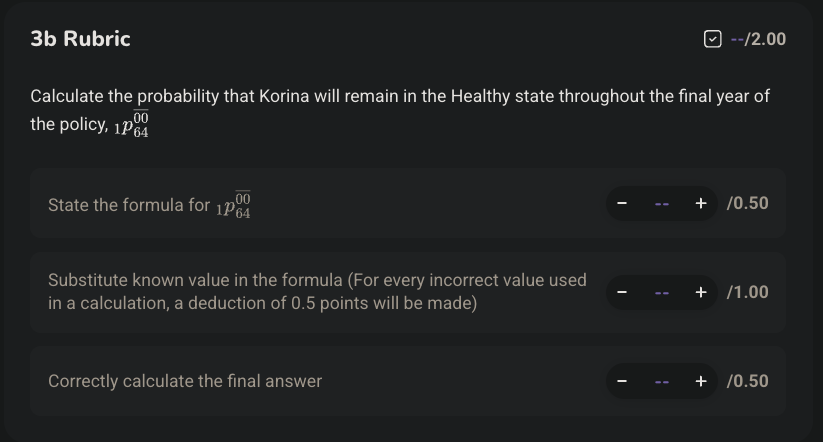 3b Rubric
--/2.00
Calculate the probability that Korina will remain in the Healthy state throughout the final year of
the policy, $_1p_{64}^{\overline{00}}$
State the formula for $_1p_{64}^{\overline{00}}$
− -- + /0.50
Substitute known value in the formula (For every incorrect value used
in a calculation, a deduction of 0.5 points will be made)
− -- + /1.00
Correctly calculate the final answer
− -- + /0.50